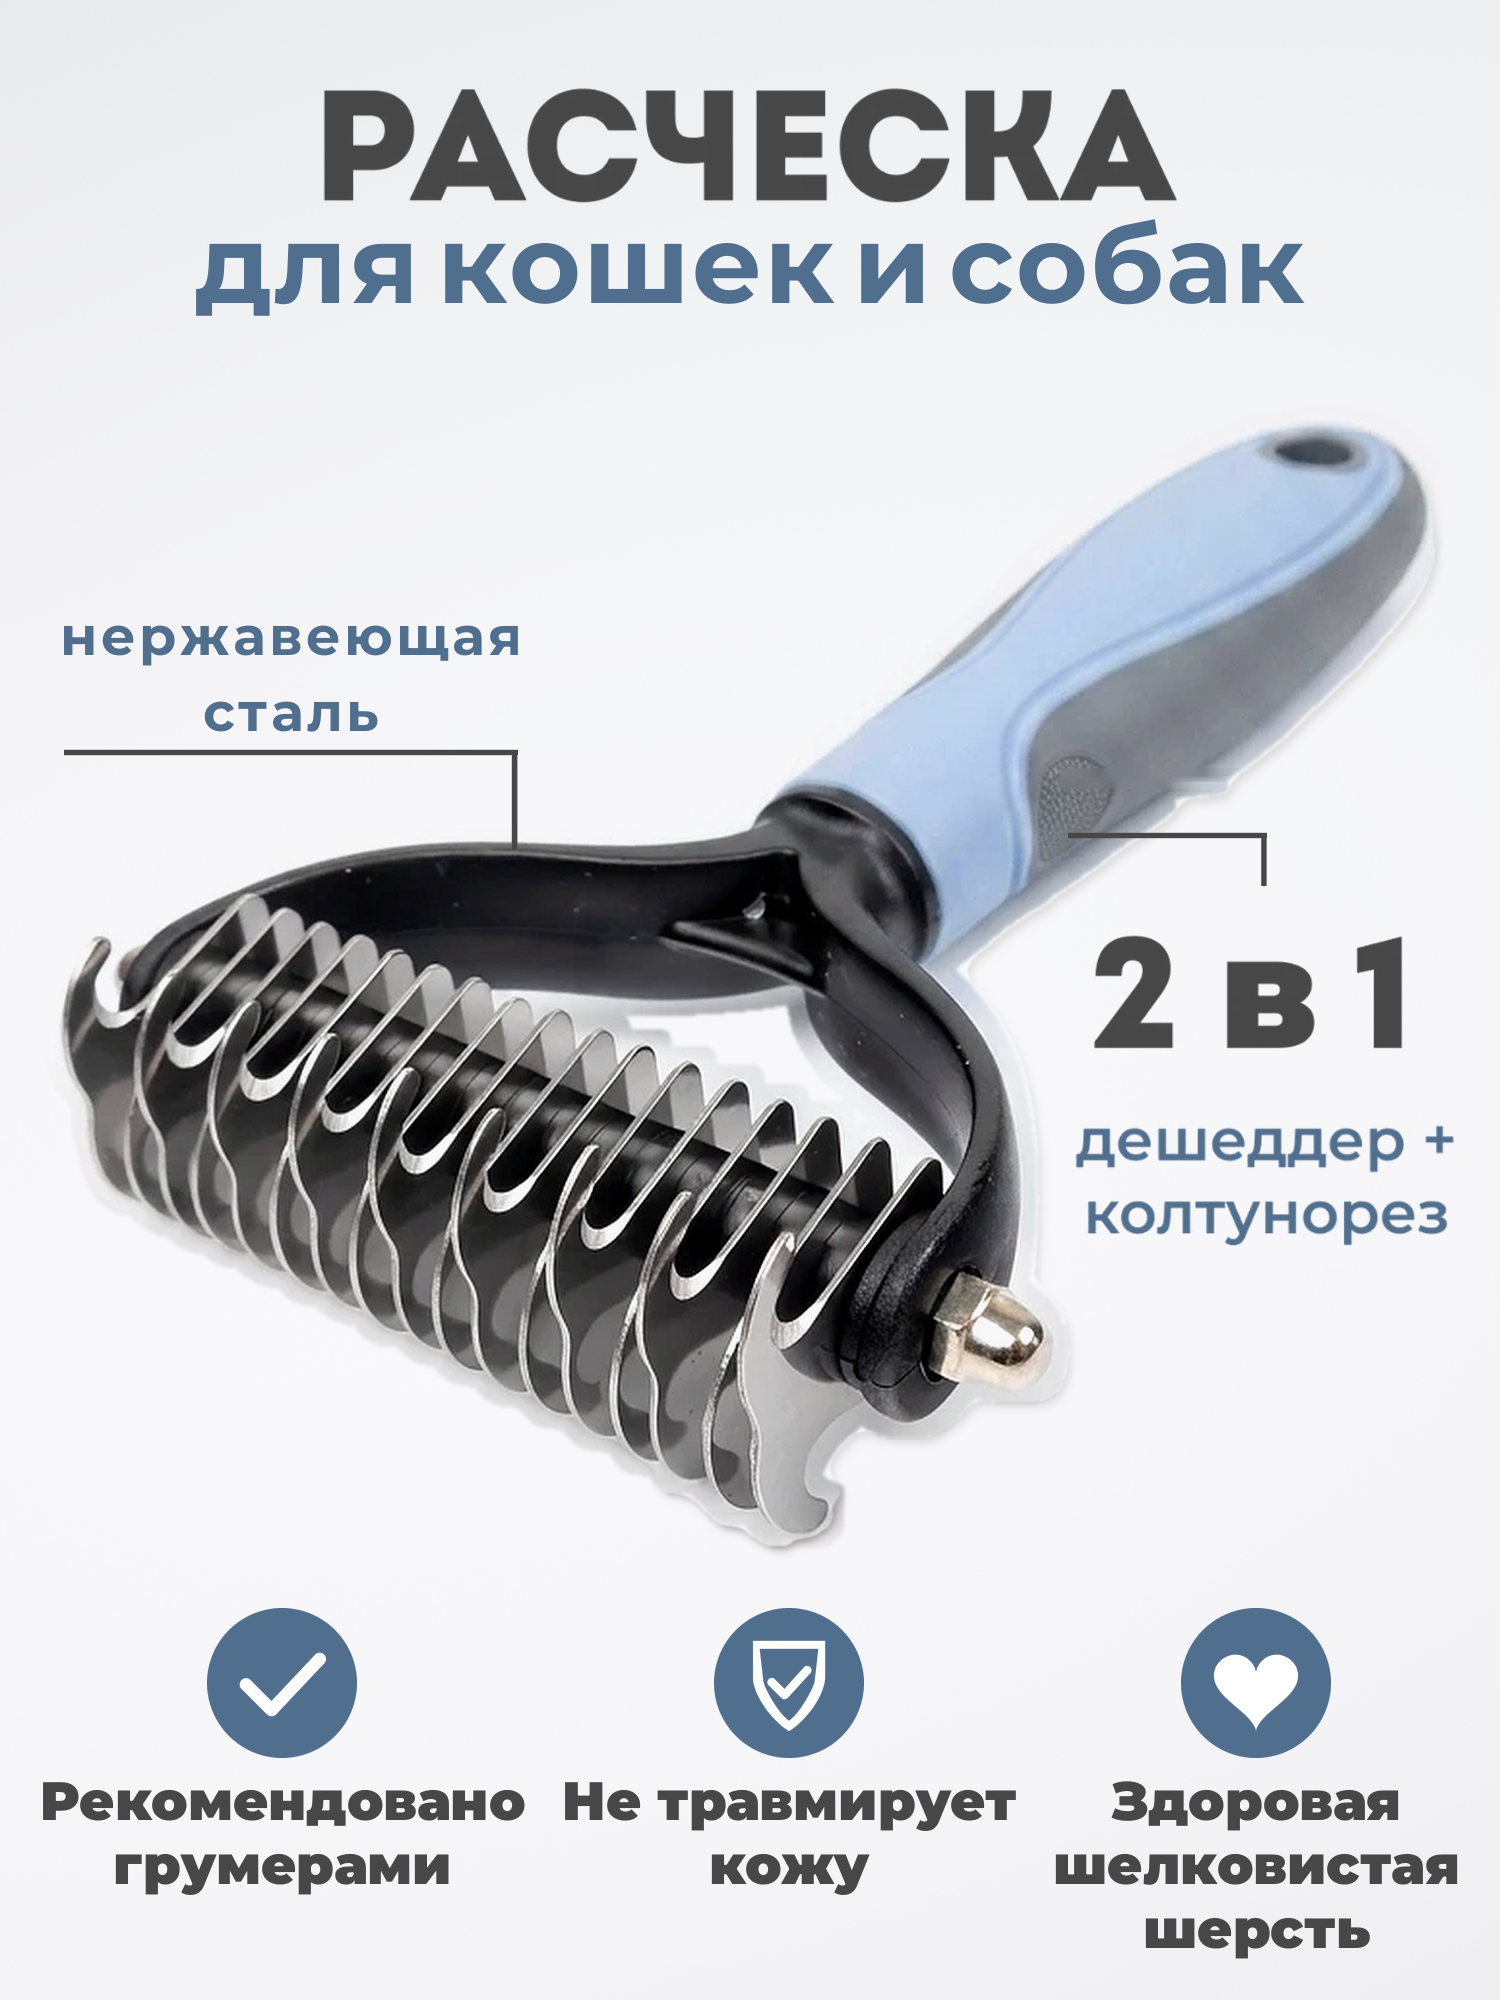 РАСЧЕСКА
для кошек и собак
нержавеющая
сталь
2 в 1
дешеддер +
колтунорез
Рекомендовано
грумерами
Не травмирует
кожу
Здоровая
шелковистая
шерсть